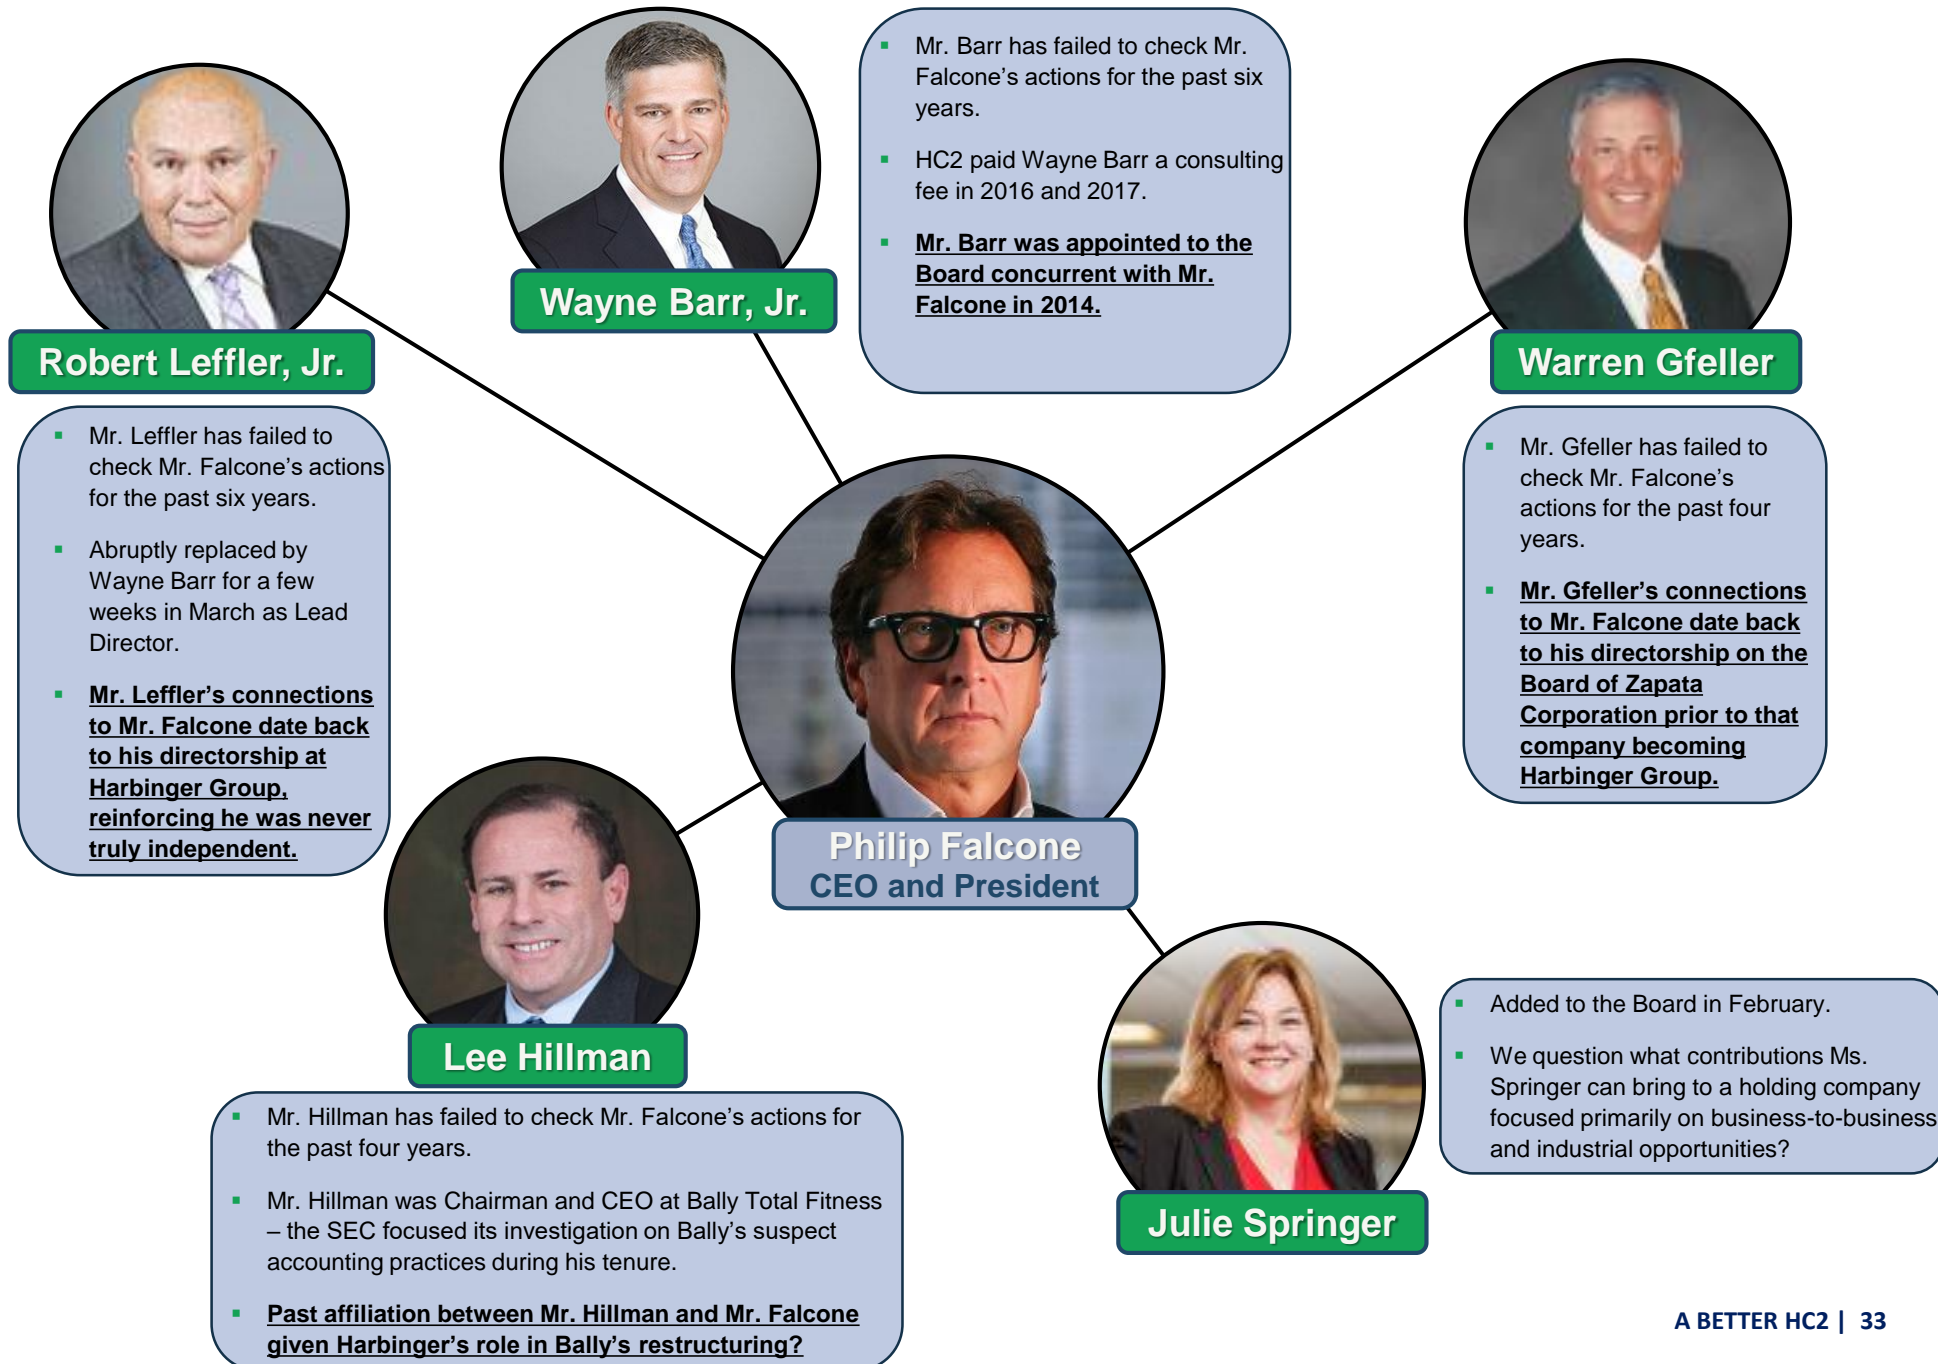 Robert Leffler, Jr.
▪ Mr. Leffler has failed to
check Mr. Falcone’s actions
for the past six years.
▪ Abruptly replaced by
Wayne Barr for a few
weeks in March as Lead
Director.
▪ Mr. Leffler’s connections
to Mr. Falcone date back
to his directorship at
Harbinger Group,
reinforcing he was never
truly independent.
Wayne Barr, Jr.
▪ Mr. Barr has failed to check Mr.
Falcone’s actions for the past six
years.
▪ HC2 paid Wayne Barr a consulting
fee in 2016 and 2017.
▪ Mr. Barr was appointed to the
Board concurrent with Mr.
Falcone in 2014.
Warren Gfeller
▪ Mr. Gfeller has failed to
check Mr. Falcone’s
actions for the past four
years.
▪ Mr. Gfeller’s connections
to Mr. Falcone date back
to his directorship on the
Board of Zapata
Corporation prior to that
company becoming
Harbinger Group.
Philip Falcone
CEO and President
Lee Hillman
▪ Mr. Hillman has failed to check Mr. Falcone’s actions for
the past four years.
▪ Mr. Hillman was Chairman and CEO at Bally Total Fitness
– the SEC focused its investigation on Bally’s suspect
accounting practices during his tenure.
▪ Past affiliation between Mr. Hillman and Mr. Falcone
given Harbinger’s role in Bally’s restructuring?
Julie Springer
▪ Added to the Board in February.
▪ We question what contributions Ms.
Springer can bring to a holding company
focused primarily on business-to-business
and industrial opportunities?
A BETTER HC2 | 33